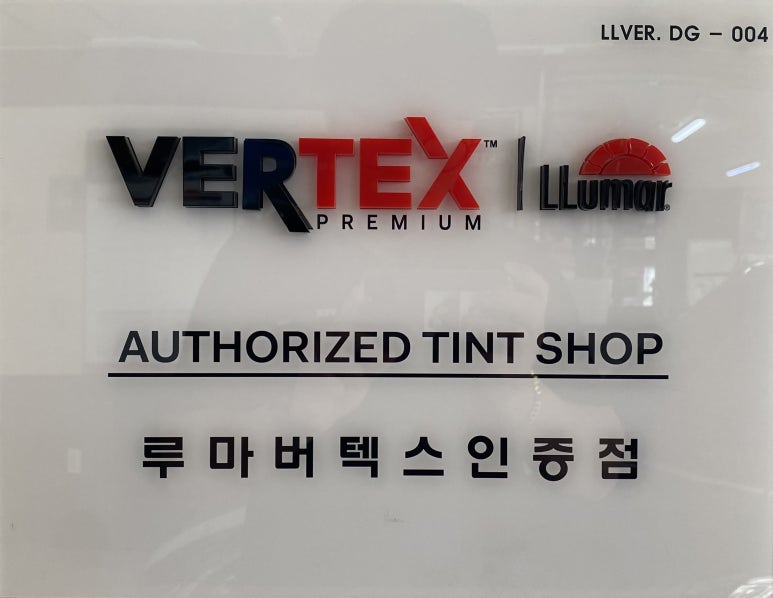 LLVER. DG – 004
VERTEX™ | LLumar®
PREMIUM
AUTHORIZED TINT SHOP
루마버텍스인증점